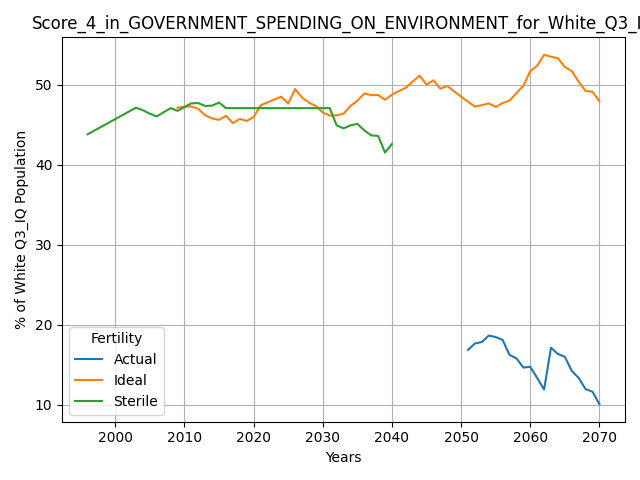 Score_4_in_GOVERNMENT_SPENDING_ON_ENVIRONMENT_for_White_Q3_I
% of White Q3_IQ Population
50
40
30
20
10
Fertility
Actual
Ideal
Sterile
2000
2010
2020
2030
2040
2050
2060
2070
Years